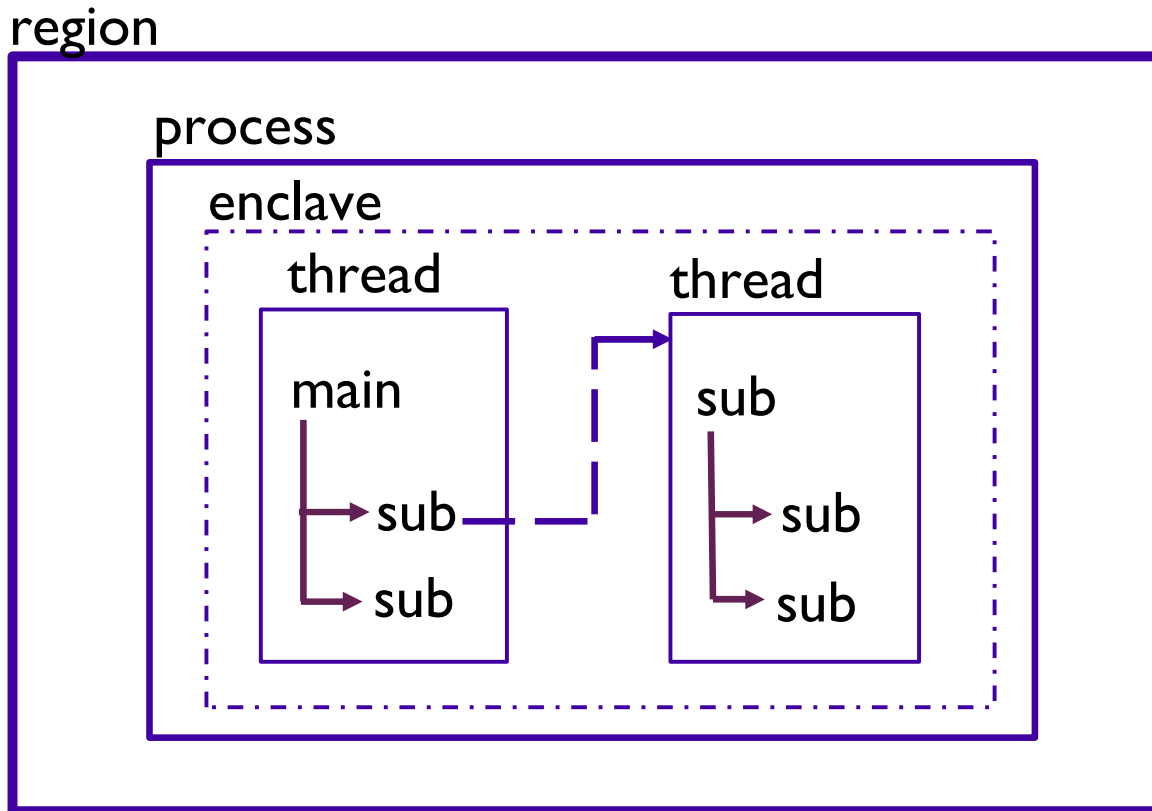 region
process
enclave
thread
thread
main
sub
sub
sub
sub
sub